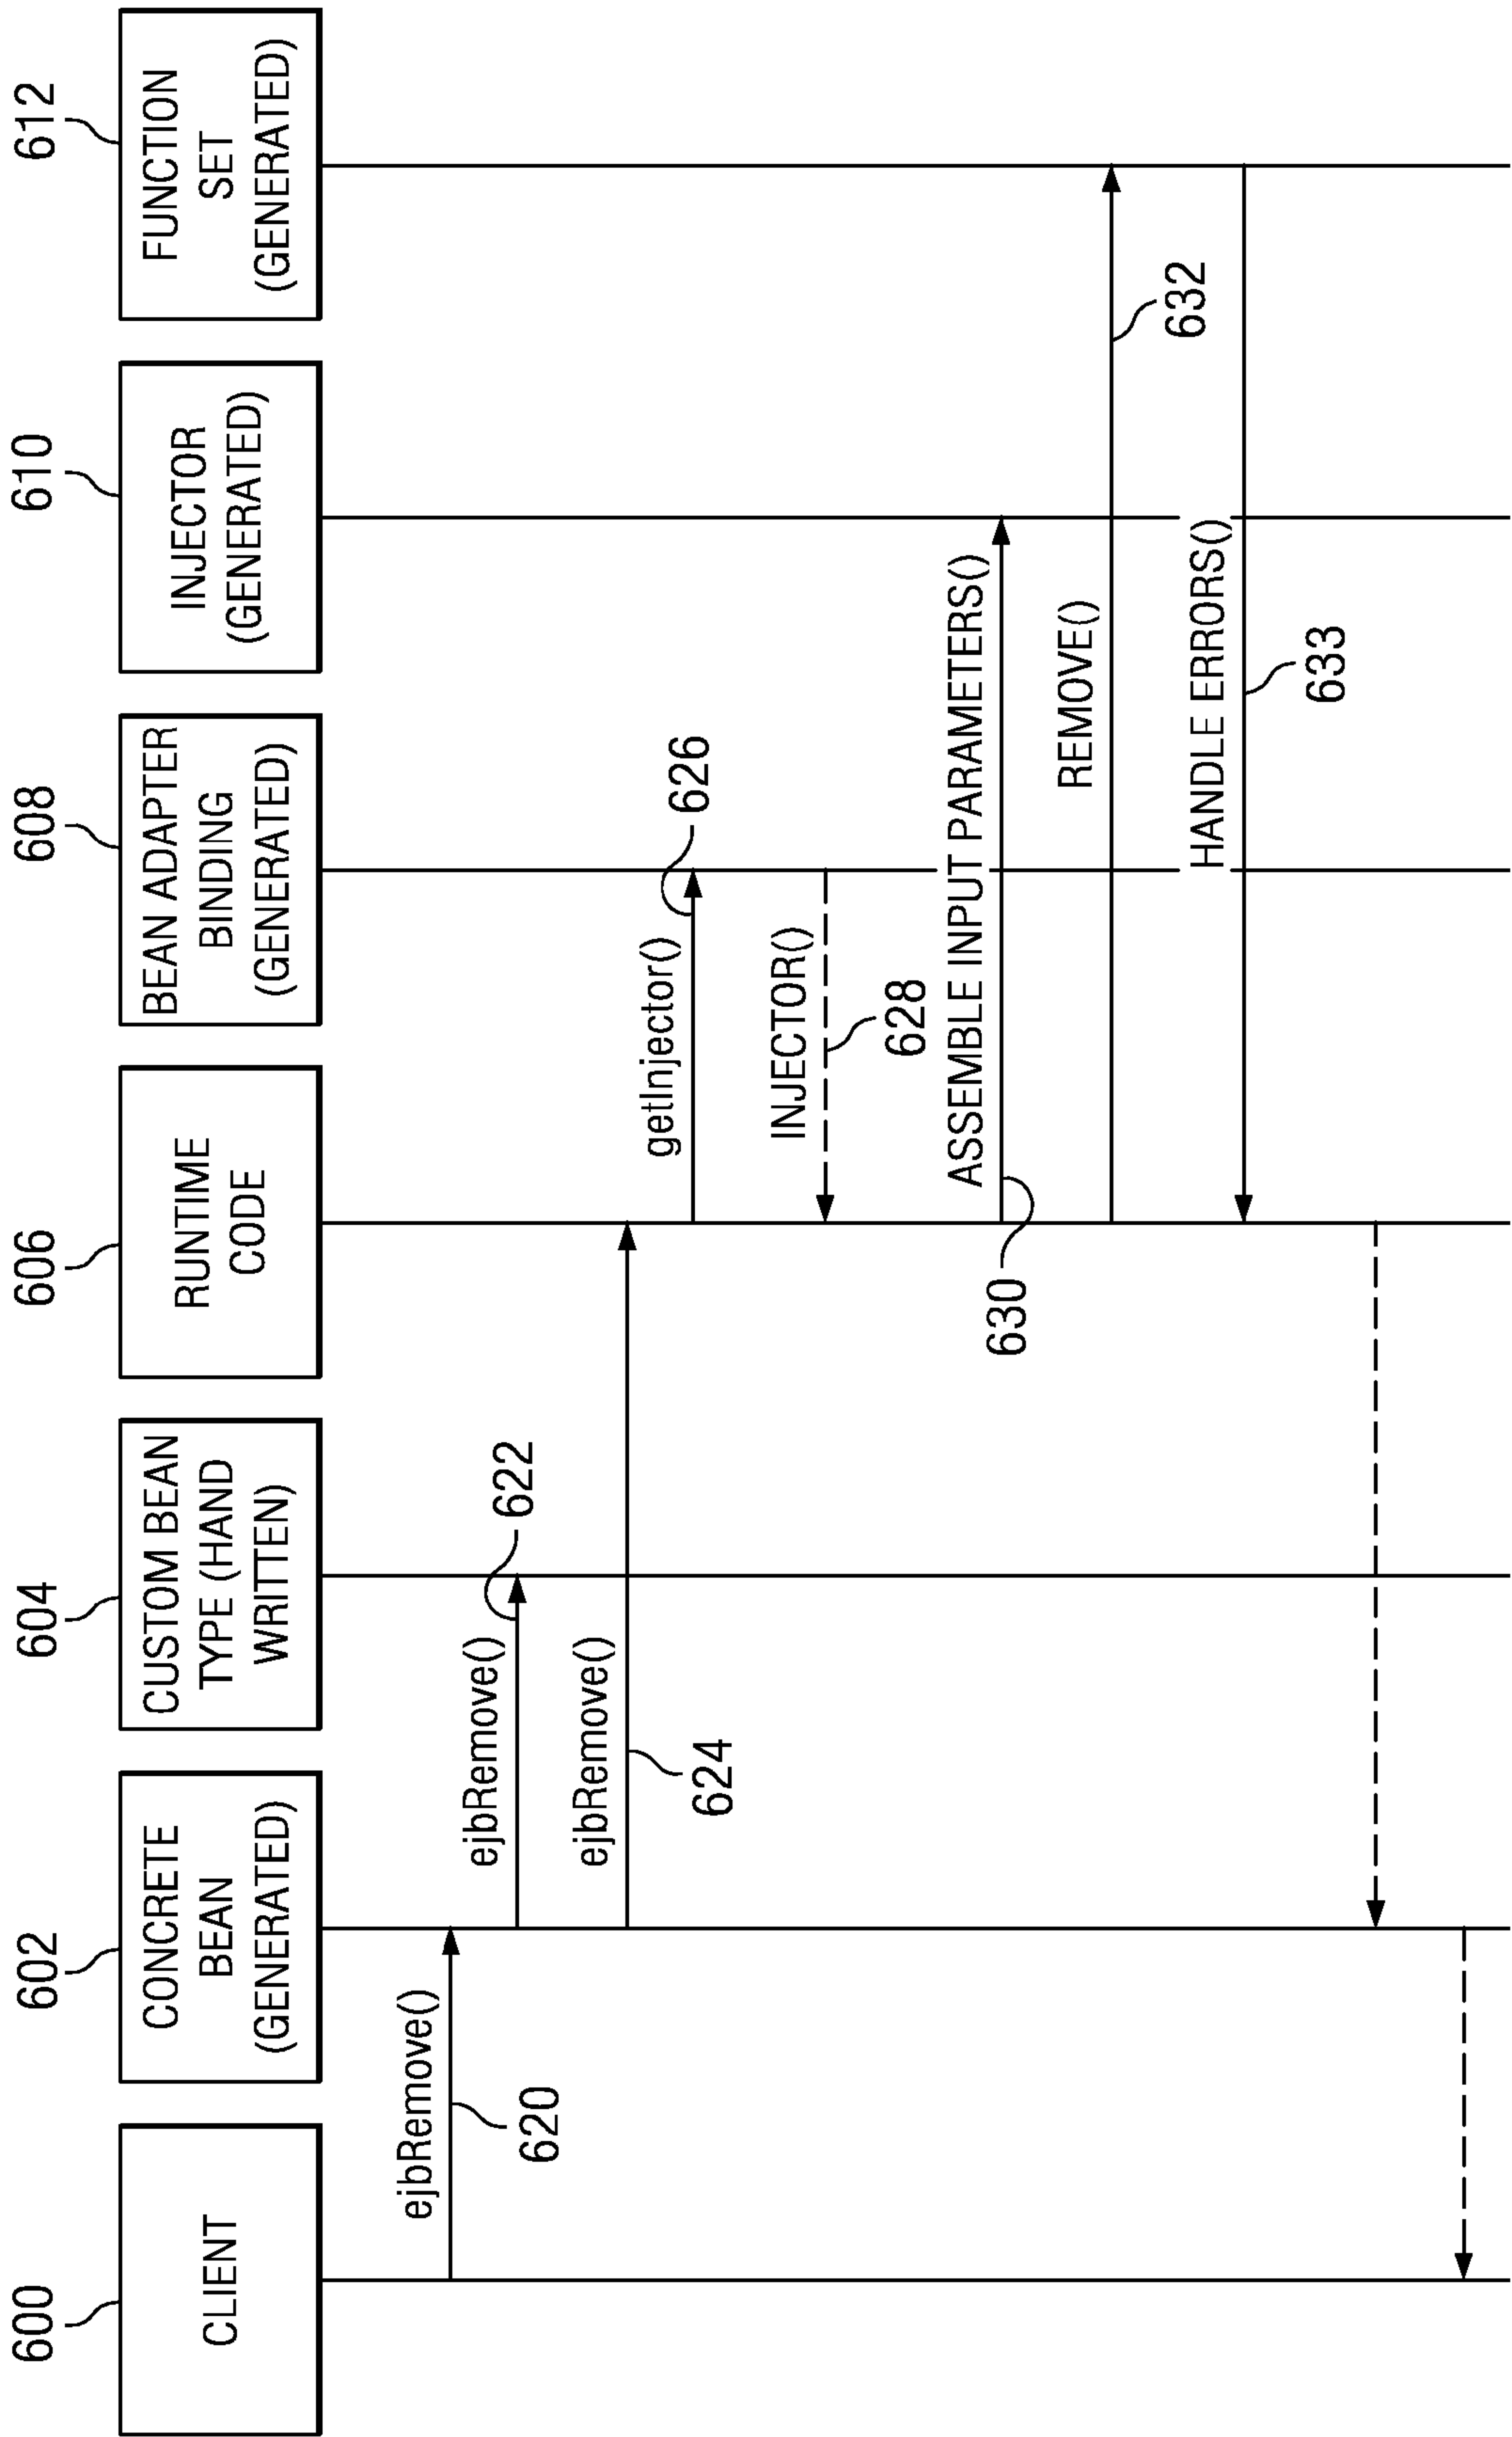 600
602
604
606
608
610
612
CLIENT
CONCRETE
BEAN
(GENERATED)
CUSTOM BEAN
TYPE (HAND
WRITTEN)
RUNTIME
CODE
BEAN ADAPTER
BINDING
(GENERATED)
INJECTOR
(GENERATED)
FUNCTION
SET
(GENERATED)
ejbRemove()
620
ejbRemove()
622
ejbRemove()
624
getInjector()
626
INJECTOR()
628
ASSEMBLE INPUT PARAMETERS()
630
REMOVE()
632
HANDLE ERRORS()
633